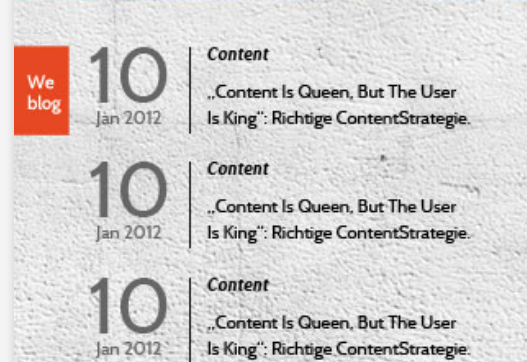 We
blog
10
Jan 2012
Content
„Content Is Queen, But The User
Is King“: Richtige ContentStrategie.
10
Jan 2012
Content
„Content Is Queen, But The User
Is King“: Richtige ContentStrategie.
10
Jan 2012
Content
„Content Is Queen, But The User
Is King“: Richtige ContentStrategie.